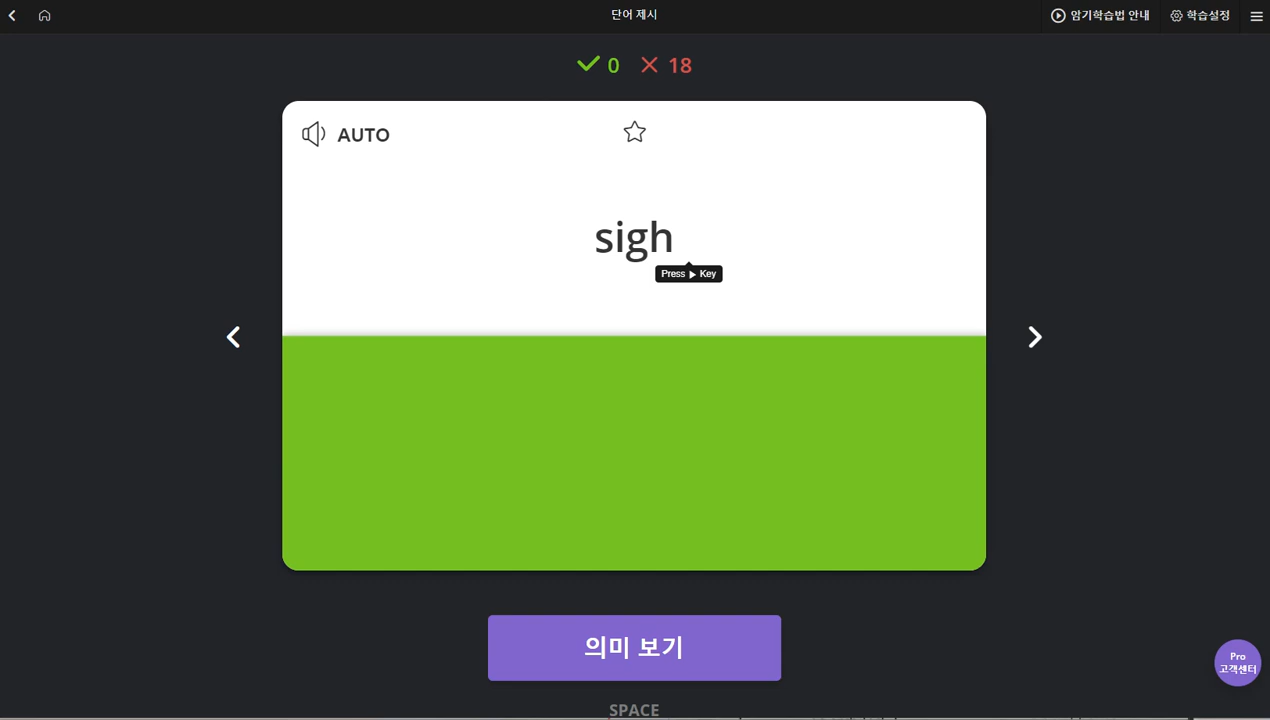 단어 제시
암기학습법 안내
학습설정
0
18
AUTO
sigh
Press ▶ Key
의미 보기
Pro
고객센터
SPACE